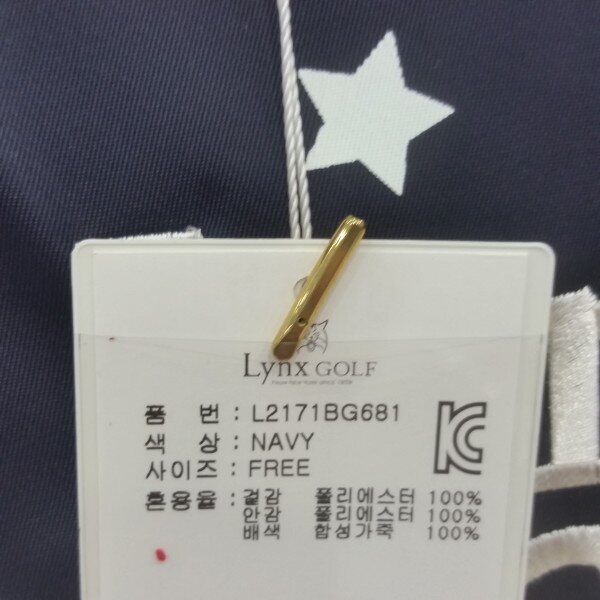 Lynx GOLF
품 번 : L2171BG681
색 상 : NAVY
사이즈 : FREE
혼용율 : 겉감 폴리에스터 100%
안감 폴리에스터 100%
배색 합성가죽 100%